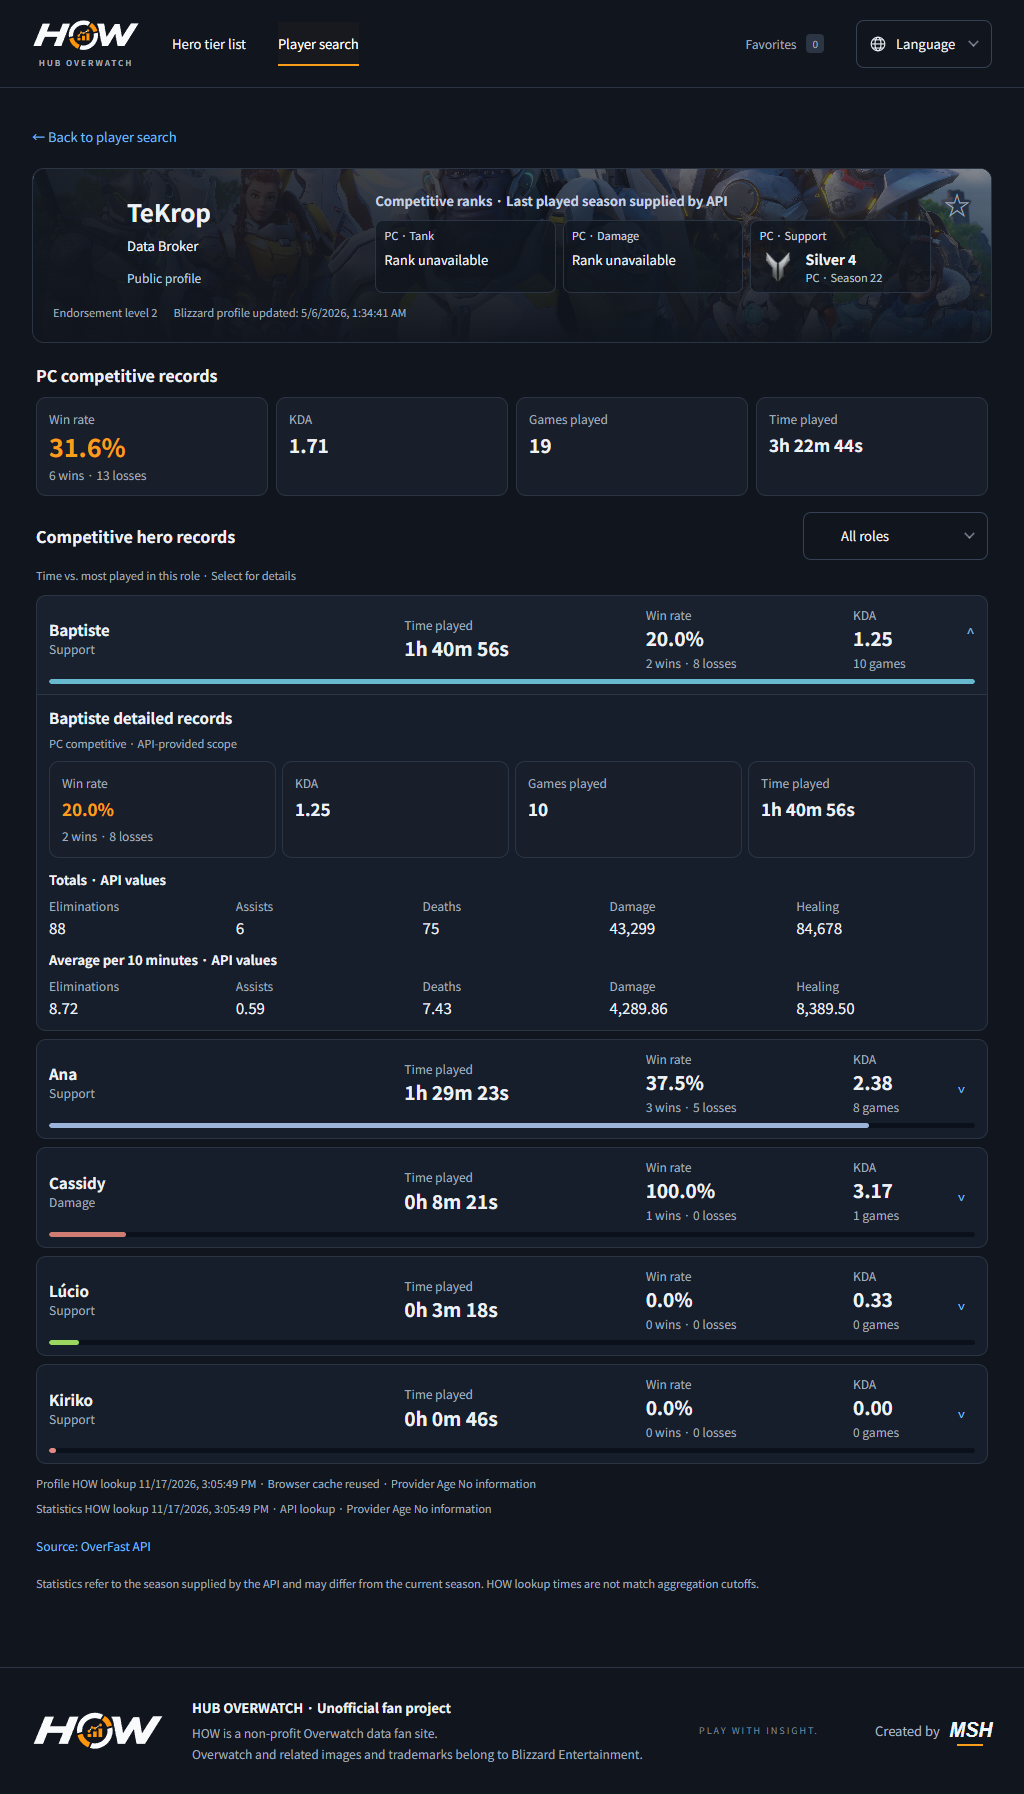 HOW
HUB OVERWATCH
Hero tier list
Player search
Favorites 0
Language
← Back to player search
TeKrop
Data Broker
Public profile
Competitive ranks · Last played season supplied by API
PC · Tank
Rank unavailable
PC · Damage
Rank unavailable
PC · Support
Silver 4
PC · Season 22
Endorsement level 2
Blizzard profile updated: 5/6/2026, 1:34:41 AM
PC competitive records
Win rate
31.6%
6 wins · 13 losses
KDA
1.71
Games played
19
Time played
3h 22m 44s
Competitive hero records
All roles
Time vs. most played in this role · Select for details
Baptiste
Support
Time played
1h 40m 56s
Win rate
20.0%
2 wins · 8 losses
KDA
1.25
10 games
Baptiste detailed records
PC competitive · API-provided scope
Win rate
20.0%
2 wins · 8 losses
KDA
1.25
Games played
10
Time played
1h 40m 56s
Totals · API values
Eliminations
88
Assists
6
Deaths
75
Damage
43,299
Healing
84,678
Average per 10 minutes · API values
Eliminations
8.72
Assists
0.59
Deaths
7.43
Damage
4,289.86
Healing
8,389.50
Ana
Support
Time played
1h 29m 23s
Win rate
37.5%
3 wins · 5 losses
KDA
2.38
8 games
Cassidy
Damage
Time played
0h 8m 21s
Win rate
100.0%
1 wins · 0 losses
KDA
3.17
1 games
Lúcio
Support
Time played
0h 3m 18s
Win rate
0.0%
0 wins · 0 losses
KDA
0.33
0 games
Kiriko
Support
Time played
0h 0m 46s
Win rate
0.0%
0 wins · 0 losses
KDA
0.00
0 games
Profile HOW lookup 11/17/2026, 3:05:49 PM · Browser cache reused · Provider Age No information
Statistics HOW lookup 11/17/2026, 3:05:49 PM · API lookup · Provider Age No information
Source: OverFast API
Statistics refer to the season supplied by the API and may differ from the current season. HOW lookup times are not match aggregation cutoffs.
HOW
HUB OVERWATCH · Unofficial fan project
HOW is a non-profit Overwatch data fan site.
Overwatch and related images and trademarks belong to Blizzard Entertainment.
PLAY WITH INSIGHT.
Created by MSH